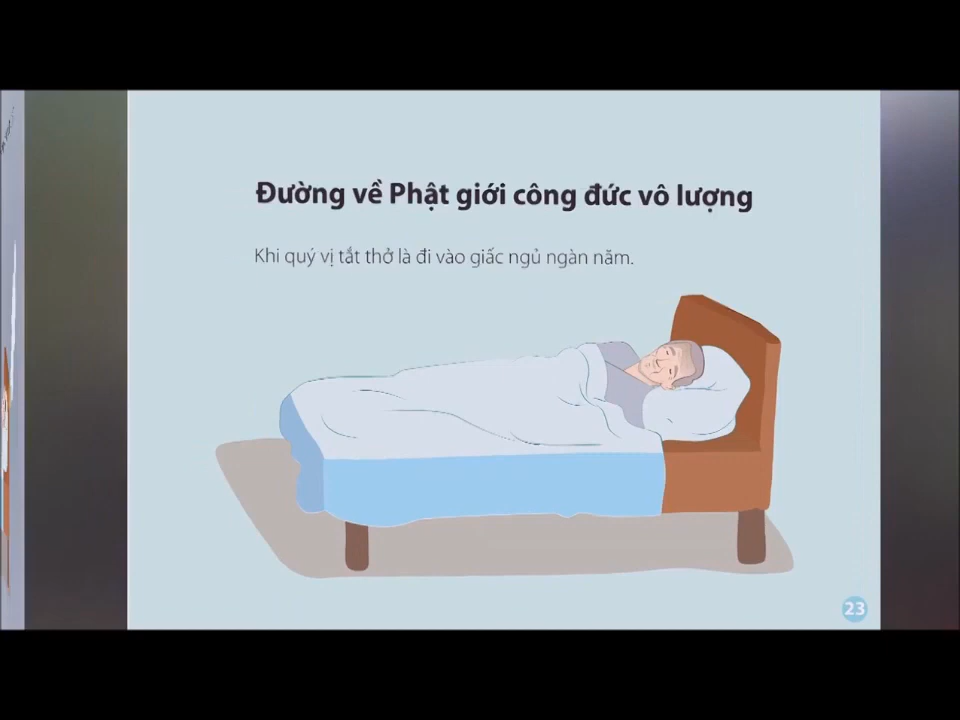 Đường về Phật giới công đức vô lượng
Khi quý vị tắt thở là đi vào giấc ngủ ngàn năm.
23